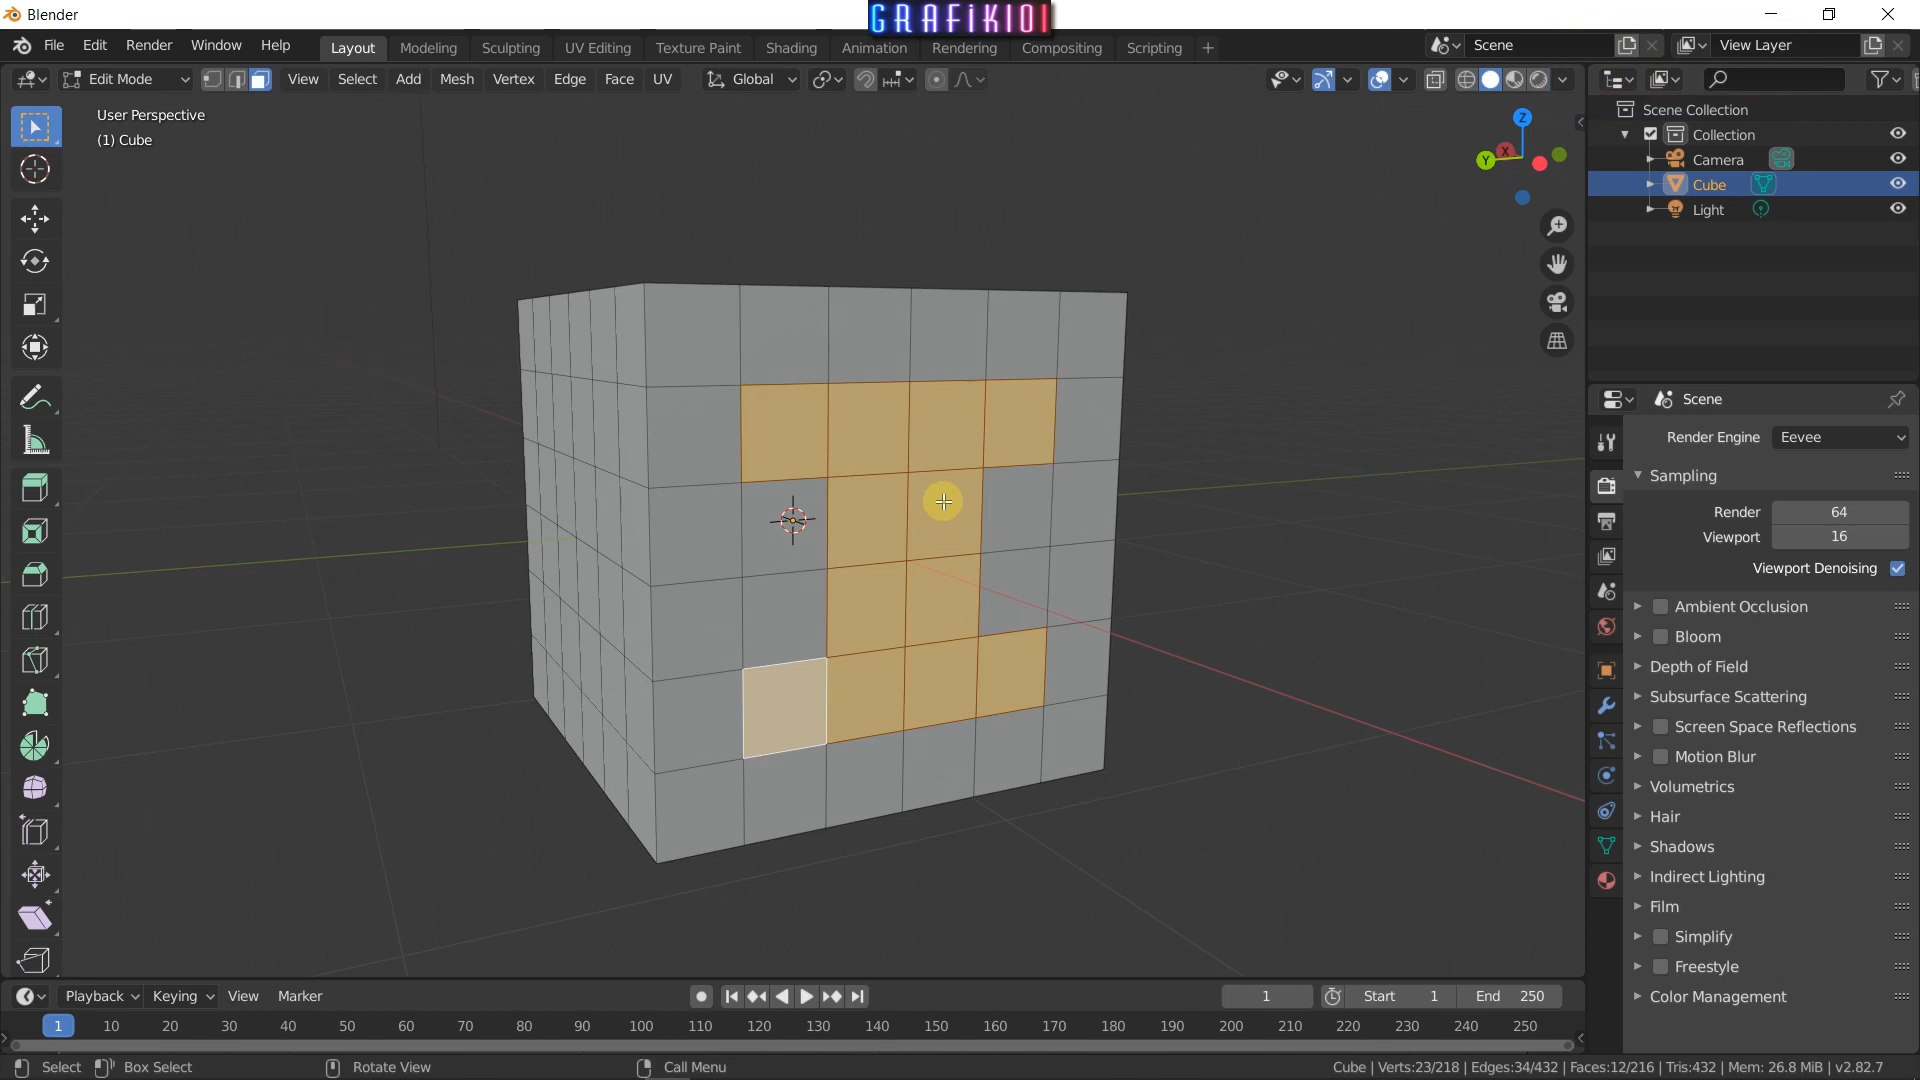 Blender
GRAFiK101
File Edit Render Window Help
Layout Modeling Sculpting UV Editing Texture Paint Shading Animation Rendering Compositing Scripting +
Scene
View Layer
Edit Mode View Select Add Mesh Vertex Edge Face UV Global
User Perspective
(1) Cube
Z
Y
X
Scene Collection
Collection
Camera
Cube
Light
Scene
Render Engine Eevee
Sampling
Render 64
Viewport 16
Viewport Denoising
Ambient Occlusion
Bloom
Depth of Field
Subsurface Scattering
Screen Space Reflections
Motion Blur
Volumetrics
Hair
Shadows
Indirect Lighting
Film
Simplify
Freestyle
Color Management
Playback Keying View Marker
1
Start 1
End 250
1 10 20 30 40 50 60 70 80 90 100 110 120 130 140 150 160 170 180 190 200 210 220 230 240 250
Select Box Select Rotate View Call Menu
Cube | Verts:23/218 | Edges:34/432 | Faces:12/216 | Tris:432 | Mem: 26.8 MiB | v2.82.7